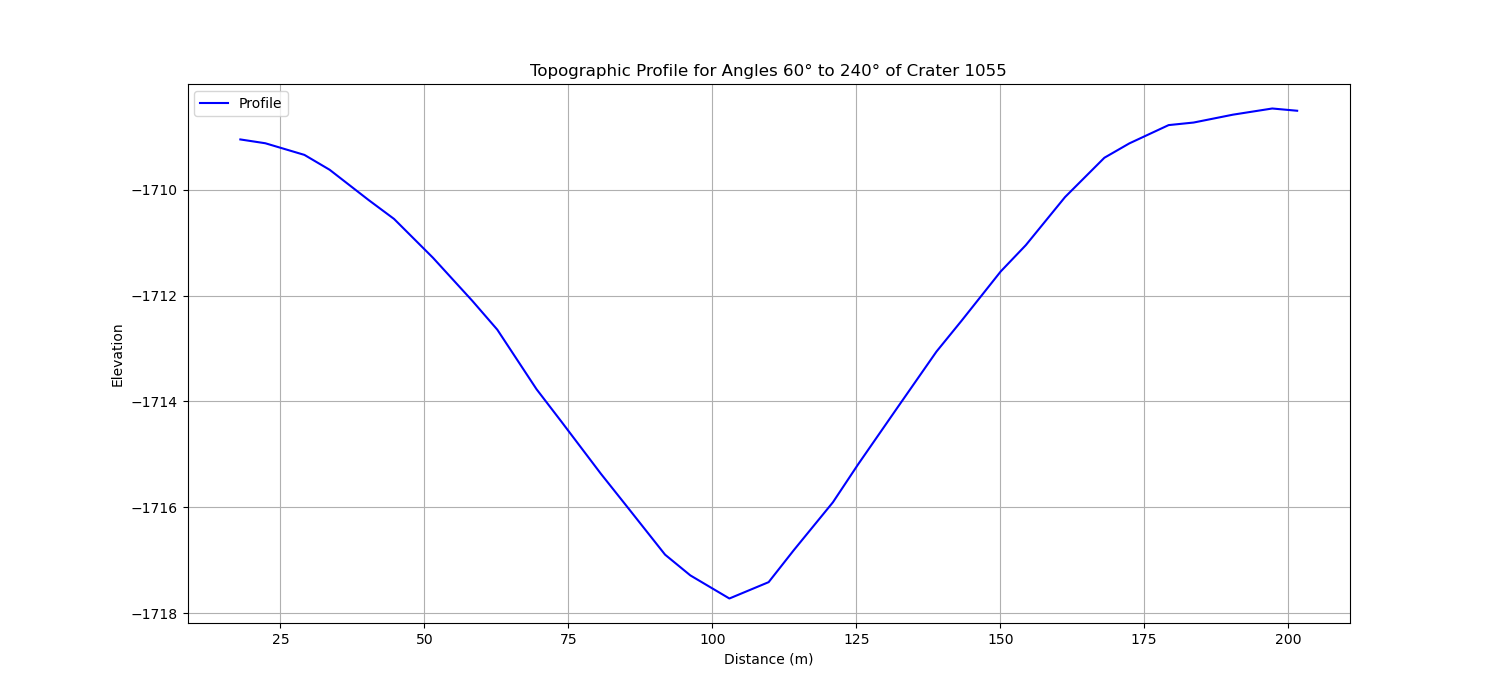 Topographic Profile for Angles 60° to 240° of Crater 1055
Profile
−1710
−1712
−1714
−1716
−1718
Elevation
25 50 75 100 125 150 175 200
Distance (m)